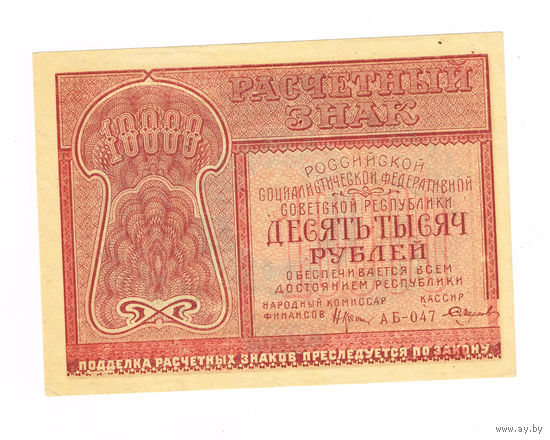 10000
РАСЧЕТНЫЙ
ЗНАК
РОССИЙСКОЙ
СОЦИАЛИСТИЧЕСКОЙ ФЕДЕРАТИВНОЙ
СОВЕТСКОЙ РЕСПУБЛИКИ
ДЕСЯТЬ ТЫСЯЧ
РУБЛЕЙ
ОБЕСПЕЧИВАЕТСЯ ВСЕМ
ДОСТОЯНИЕМ РЕСПУБЛИКИ
НАРОДНЫЙ КОМИССАР КАССИР
ФИНАНСОВ АБ-047
ПОДДЕЛКА РАСЧЕТНЫХ ЗНАКОВ ПРЕСЛЕДУЕТСЯ ПО ЗАКОНУ
www.ay.by